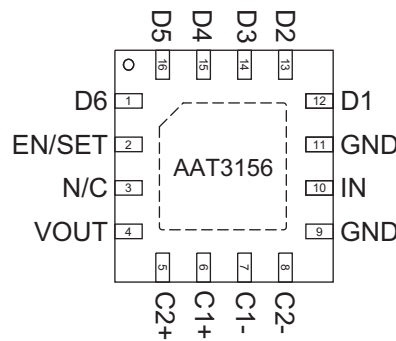 D5 D4 D3 D2
16 15 14 13
D6 1 12 D1
EN/SET 2 11 GND
AAT3156
N/C 3 10 IN
VOUT 4 9 GND
5 6 7 8
C2+ C1+ C1- C2-